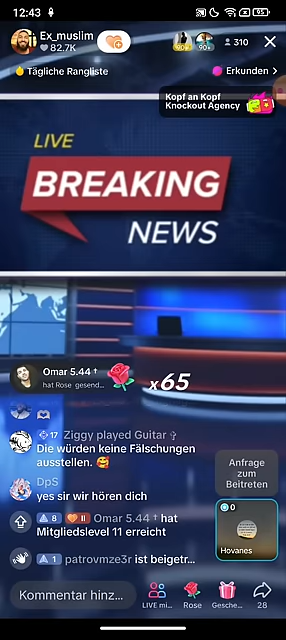 12:43
95
Ex_muslim
82.7K
90+
310
Tägliche Rangliste
Erkunden
Kopf an Kopf
Knockout Agency
LIVE
BREAKING
NEWS
Omar 5.44 †
hat Rose gesend...
x65
17 Ziggy played Guitar ✞
Die würden keine Fälschungen
ausstellen. 🥰
DpS
yes sir wir hören dich
8 II Omar 5.44 † hat
Mitgliedslevel 11 erreicht
1 patrovmze3r ist beigetr...
Anfrage
zum
Beitreten
0
Hovanes
Kommentar hinz...
LIVE mi...
Rose
Gesche...
28